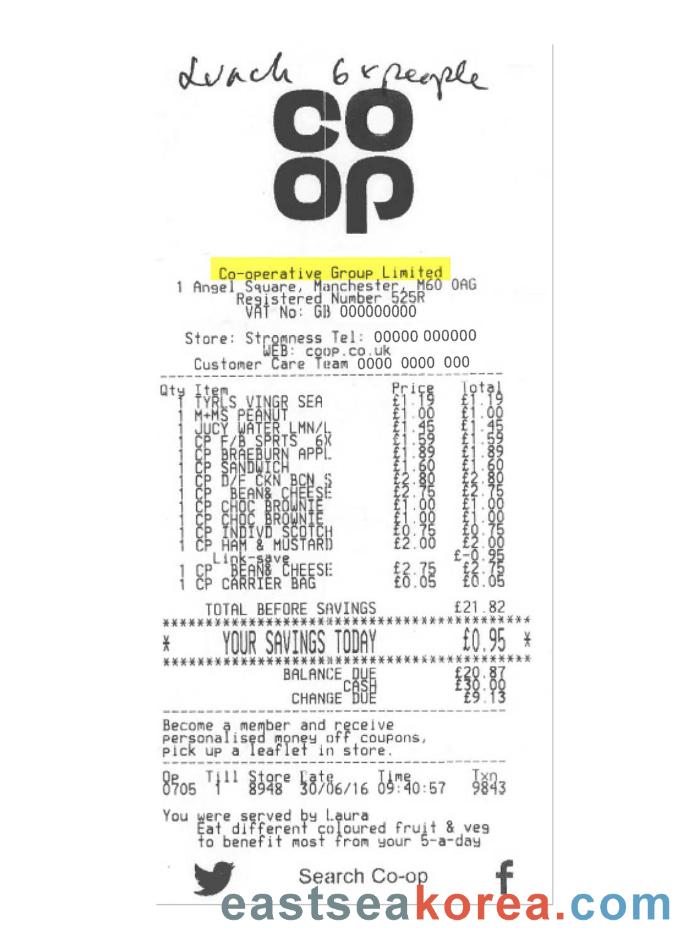 Lunch 6 x people
CO
OP
Co-operative Group Limited
1 Angel Square, Manchester, M60 0AG
Registered Number 525R
VAT No: GB 000000000
Store: Stromness Tel: 00000 000000
WEB: coop.co.uk
Customer Care Team 0000 0000 000
Qty Item Price Total
1 TYRLS VINGR SEA £1.19 £1.19
1 M+MS PEANUT £1.00 £1.00
1 JUCY WATER LMN/L £1.45 £1.45
1 CP F/B SPRTS 6X £1.59 £1.59
1 CP BRAEBURN APPL £1.89 £1.89
1 CP SANDWICH £1.60 £1.60
1 CP D/F CKN BCN S £2.80 £2.80
1 CP BEAN& CHEESE £2.75 £2.75
1 CP CHOC BROWNIE £1.00 £1.00
1 CP CHOC BROWNIE £1.00 £1.00
1 CP INDIVD SCOTCH £0.75 £0.75
1 CP HAM & MUSTARD £2.00 £2.00
Link-save £-0.95
1 CP BEAN& CHEESE £2.75 £2.75
1 CP CARRIER BAG £0.05 £0.05
TOTAL BEFORE SAVINGS £21.82
****************************************
* YOUR SAVINGS TODAY £0.95 *
****************************************
BALANCE DUE £20.87
CASH £30.00
CHANGE DUE £9.13
Become a member and receive
personalised money off coupons,
pick up a leaflet in store.
Op Till Store Date Time Txn
0705 1 8948 30/06/16 09:40:57 9843
You were served by Laura
Eat different coloured fruit & veg
to benefit most from your 5-a-day
Search Co-op f
eastseakorea.com